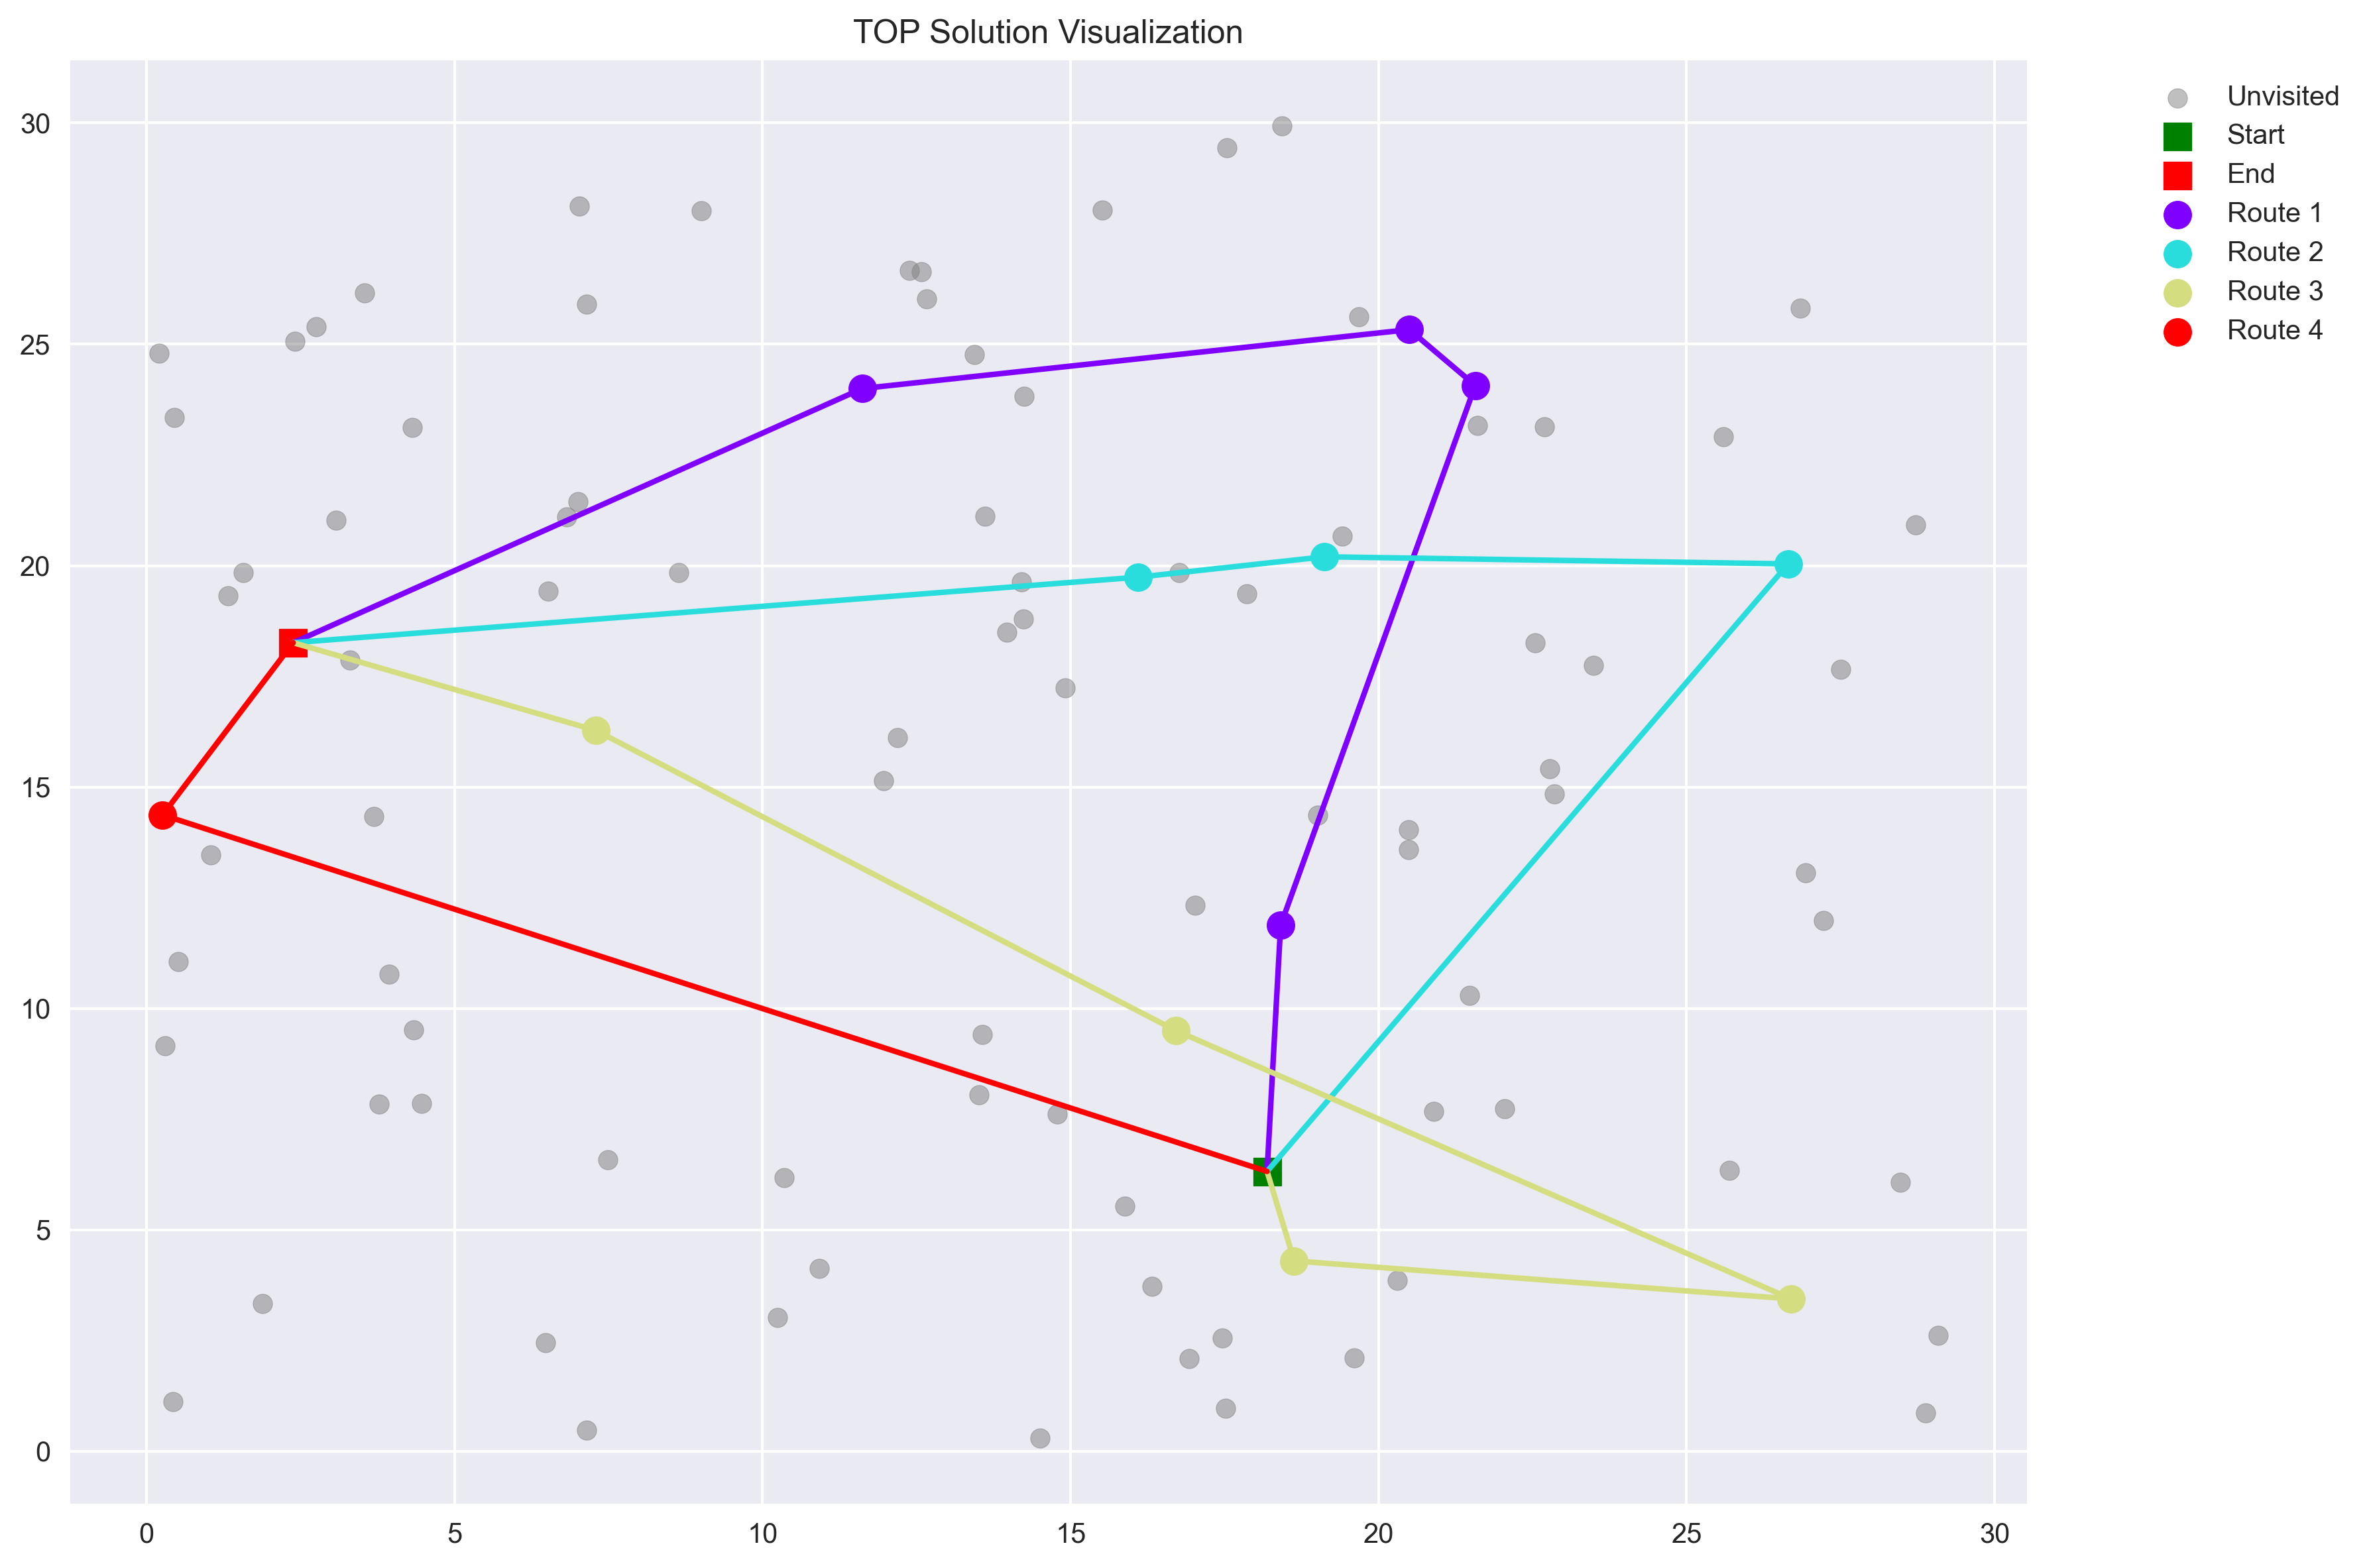 TOP Solution Visualization
30
25
20
15
10
5
0
0 5 10 15 20 25 30
Unvisited
Start
End
Route 1
Route 2
Route 3
Route 4